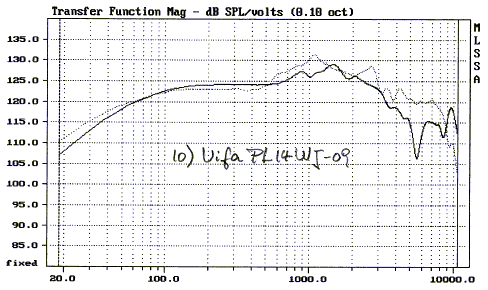 Transfer Function Mag - dB SPL/volts (0.10 oct)
135.0
130.0
125.0
120.0
115.0
110.0
105.0
100.0
95.0
90.0
85.0
fixed
20.0 100.0 1000.0 10000.0
MLSSA
10) Vifa PL14WJ-09